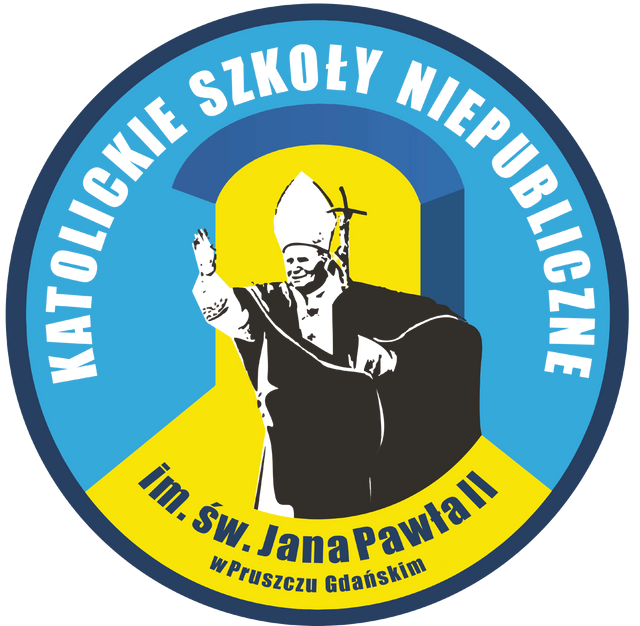 KATOLICKIE SZKOŁY NIEPUBLICZNE
im. św. Jana Pawła II
w Pruszczu Gdańskim